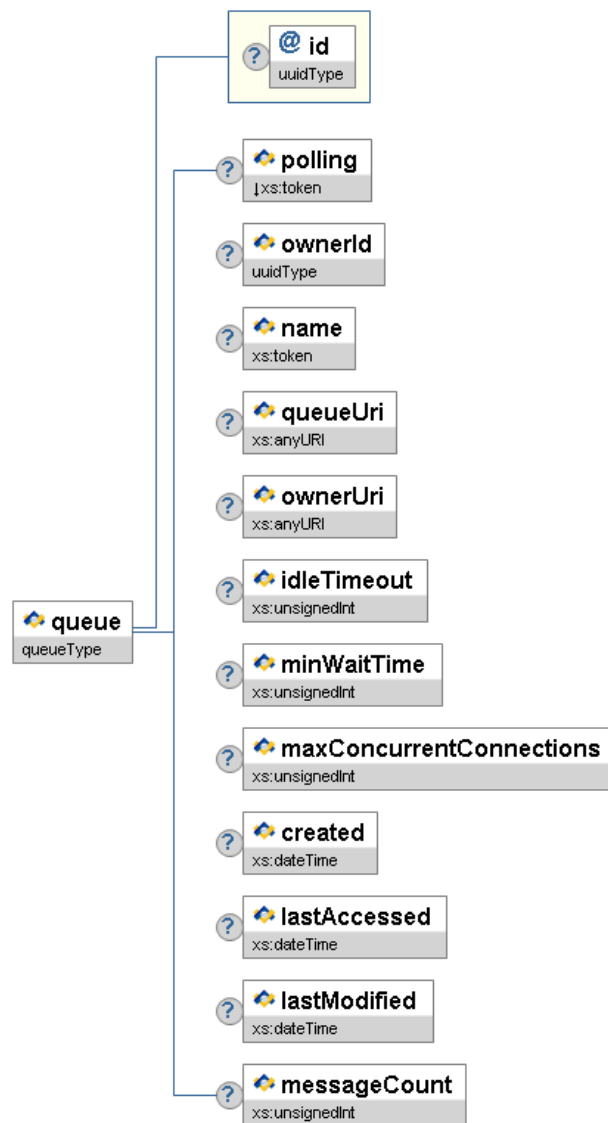 @ id
? uuidType
? polling
↓xs:token
? ownerId
uuidType
? name
xs:token
? queueUri
xs:anyURI
? ownerUri
xs:anyURI
? idleTimeout
xs:unsignedInt
queue
queueType
? minWaitTime
xs:unsignedInt
? maxConcurrentConnections
xs:unsignedInt
? created
xs:dateTime
? lastAccessed
xs:dateTime
? lastModified
xs:dateTime
? messageCount
xs:unsignedInt